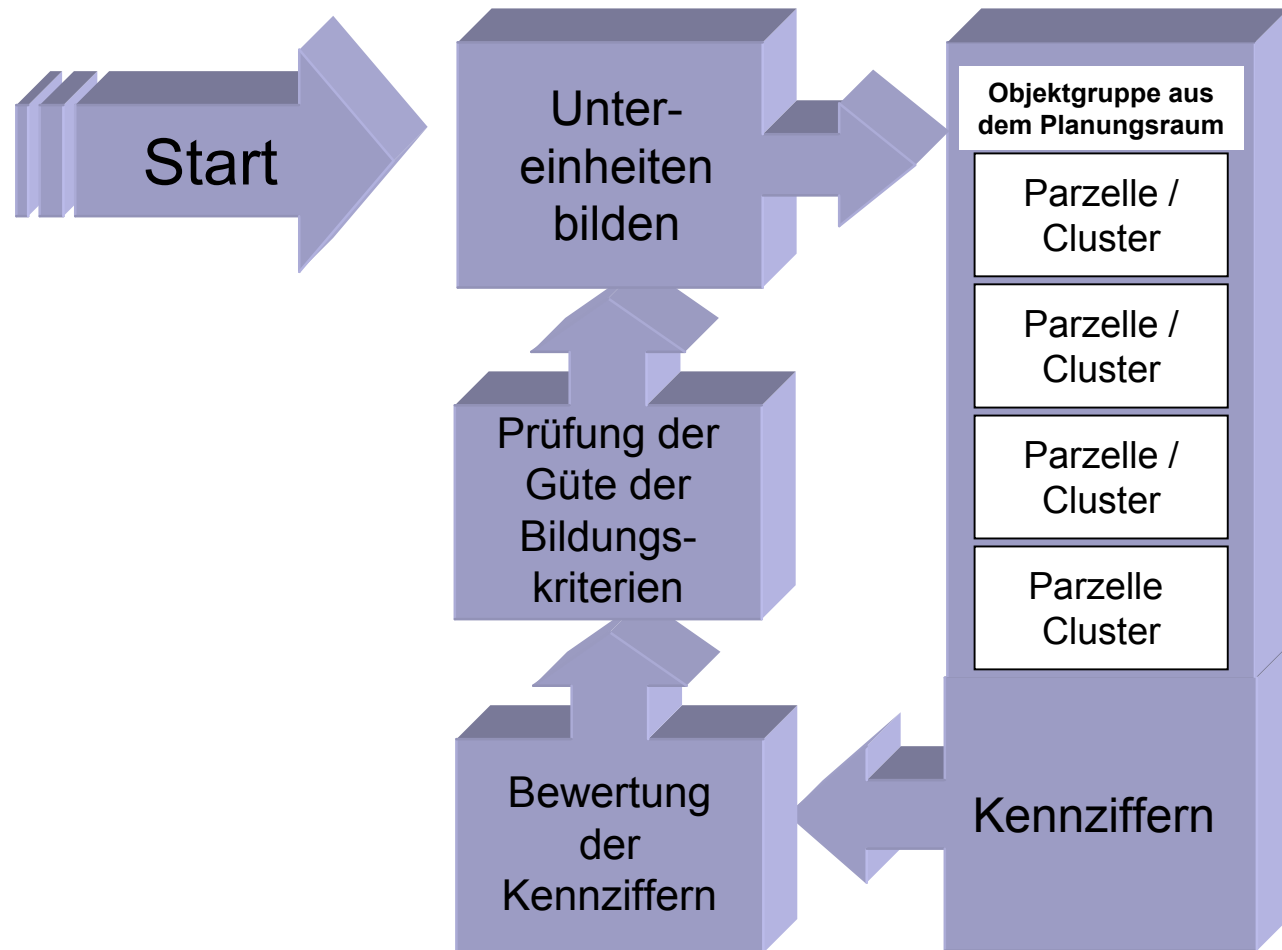 Start
Unter-
einheiten
bilden
Objektgruppe aus
dem Planungsraum
Parzelle /
Cluster
Parzelle /
Cluster
Parzelle /
Cluster
Parzelle
Cluster
Kennziffern
Bewertung
der
Kennziffern
Prüfung der
Güte der
Bildungs-
kriterien